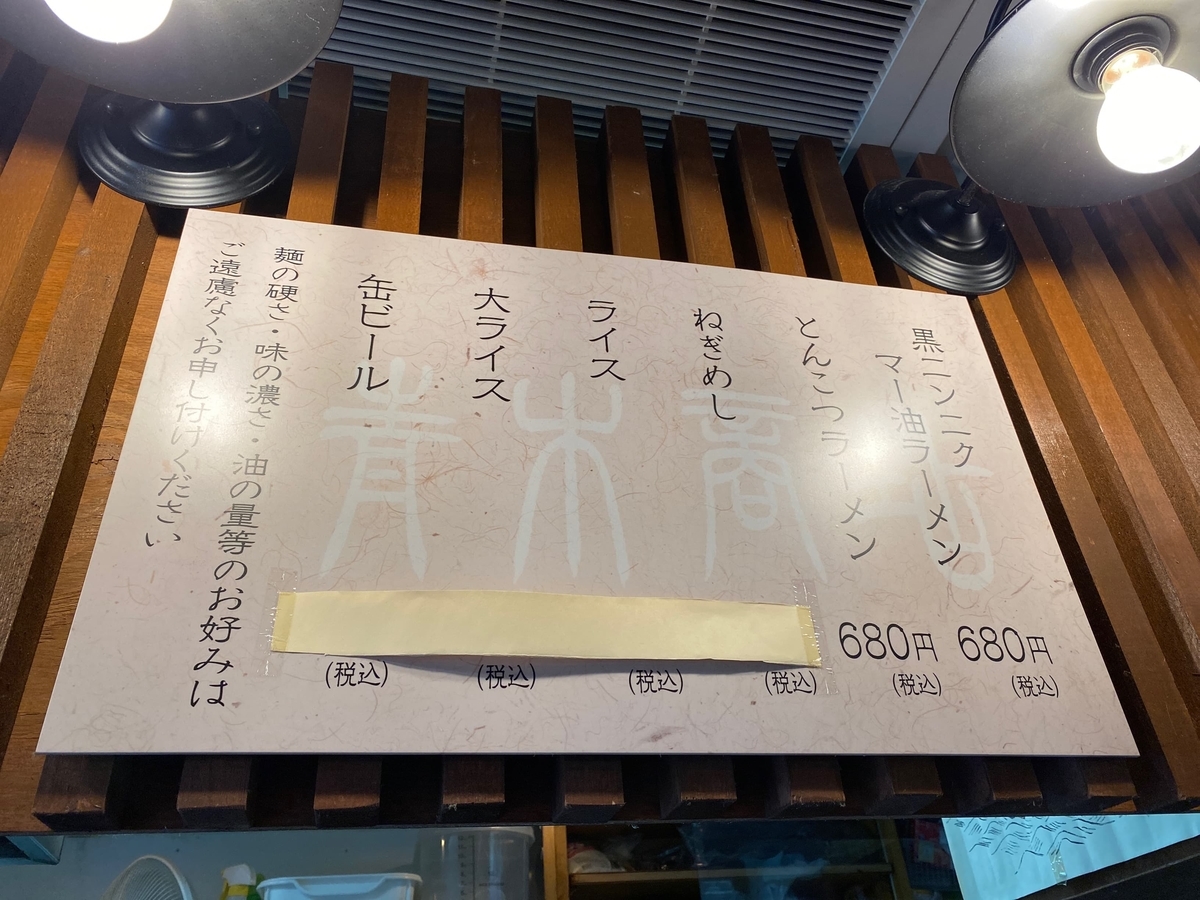 黒ニンニク
マー油ラーメン
680円
(税込)
とんこつラーメン
680円
(税込)
ねぎめし
(税込)
ライス
(税込)
大ライス
(税込)
缶ビール
(税込)
麺の硬さ・味の濃さ・油の量等のお好みは
ご遠慮なくお申し付けください
青木商店